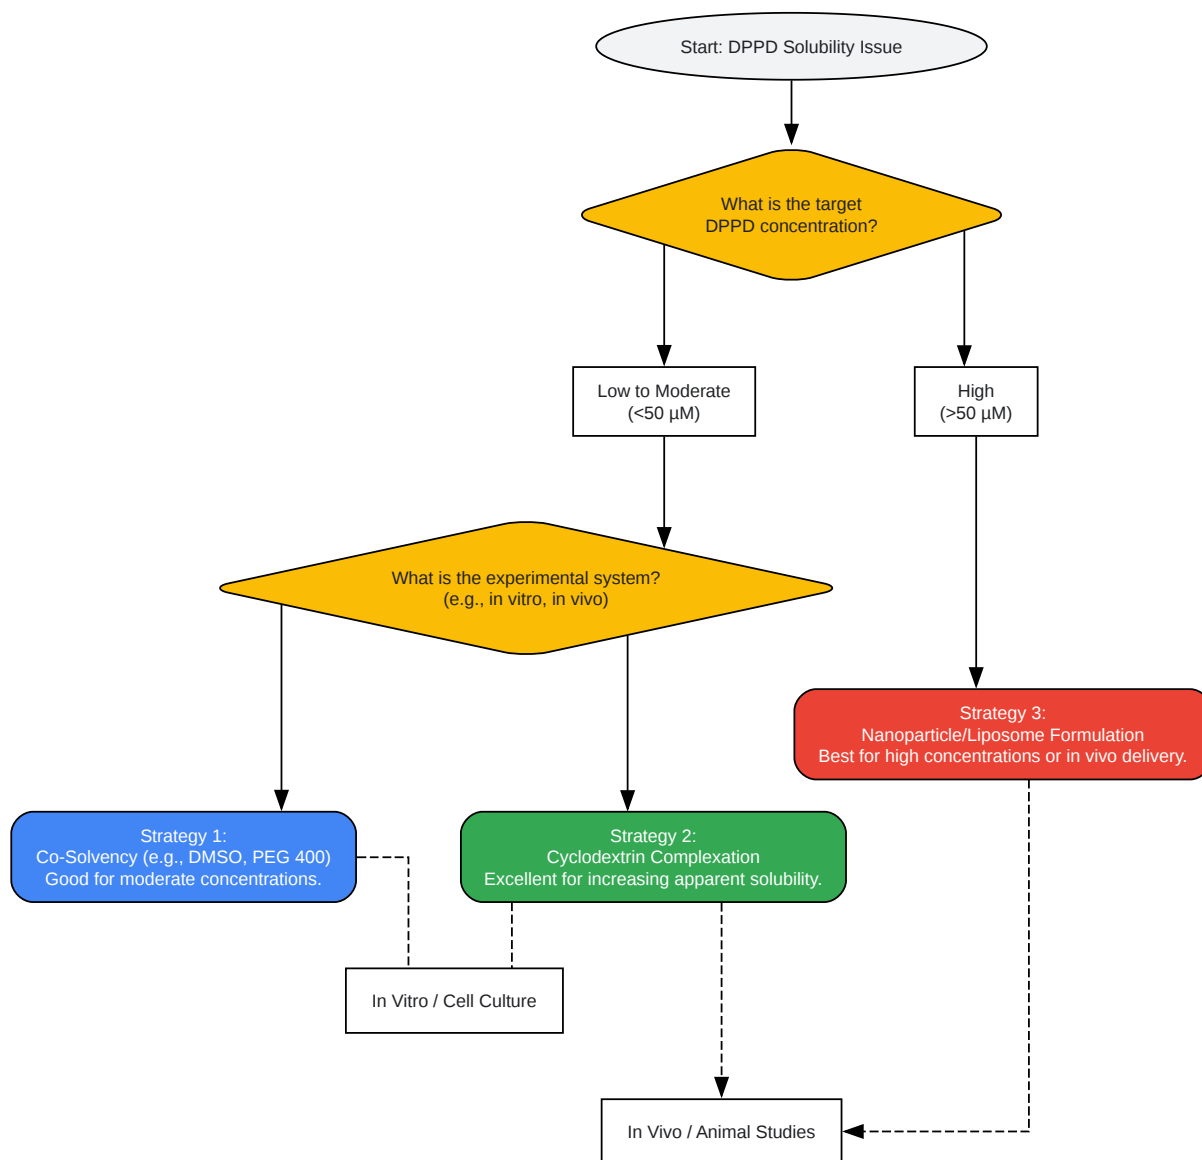 Start: DPPD Solubility Issue
What is the target
DPPD concentration?
Low to Moderate
(<50 µM)
High
(>50 µM)
What is the experimental system?
(e.g., in vitro, in vivo)
Strategy 3:
Nanoparticle/Liposome Formulation
Best for high concentrations or in vivo delivery.
Strategy 1:
Co-Solvency (e.g., DMSO, PEG 400)
Good for moderate concentrations.
Strategy 2:
Cyclodextrin Complexation
Excellent for increasing apparent solubility.
In Vitro / Cell Culture
In Vivo / Animal Studies